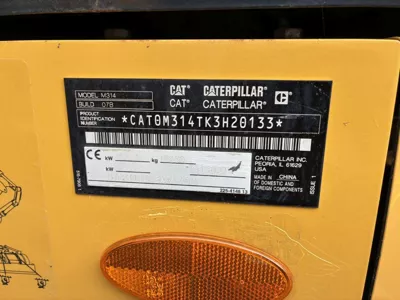 MODEL M314
BUILD 07B
CAT CATERPILLAR
CAT® CATERPILLAR® C
PRODUCT IDENTIFICATION NUMBER
*CAT0M314TK3H20133*
CE
kW
kg
kW
CATERPILLAR INC.
PEORIA, IL 61629
USA
MADE IN CHINA
OF DOMESTIC AND
FOREIGN COMPONENTS
ISSUE 1